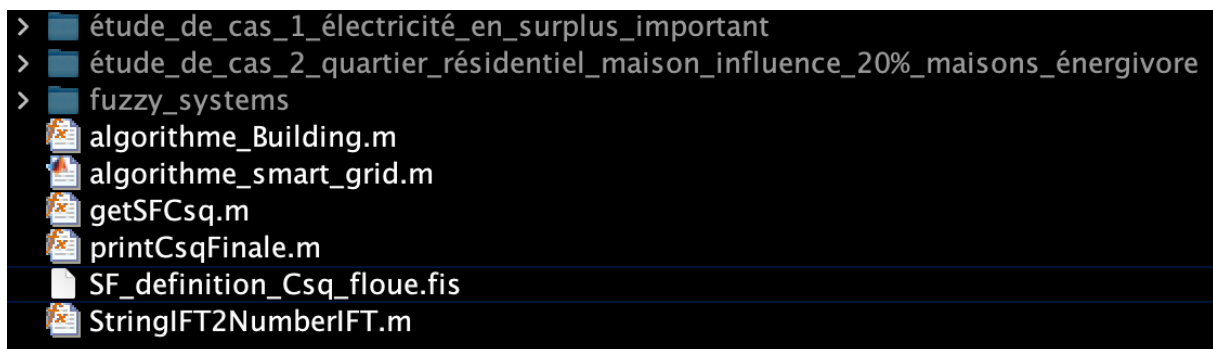 étude_de_cas_1_électricité_en_surplus_important
étude_de_cas_2_quartier_résidentiel_maison_influence_20%_maisons_énergivore
fuzzy_systems
algorithme_Building.m
algorithme_smart_grid.m
getSFCsq.m
printCsqFinale.m
SF_definition_Csq_floue.fis
StringIFT2NumberIFT.m